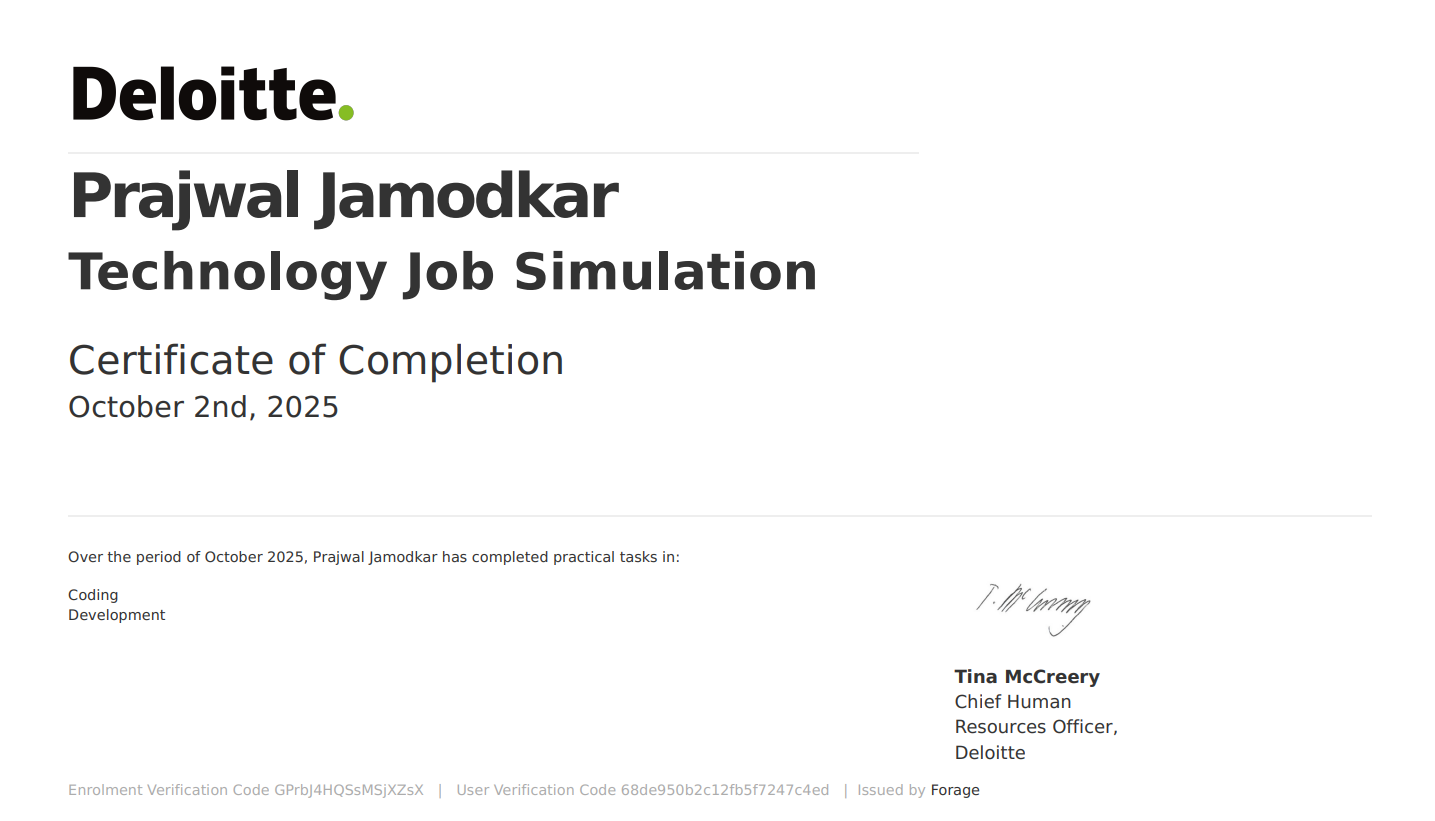 Deloitte.
Prajwal Jamodkar
Technology Job Simulation
Certificate of Completion
October 2nd, 2025
Over the period of October 2025, Prajwal Jamodkar has completed practical tasks in:
Coding
Development
T. McCreery
Tina McCreery
Chief Human
Resources Officer,
Deloitte
Enrolment Verification Code GPrbJ4HQSsMSjXZsX | User Verification Code 68de950b2c12fb5f7247c4ed | Issued by Forage